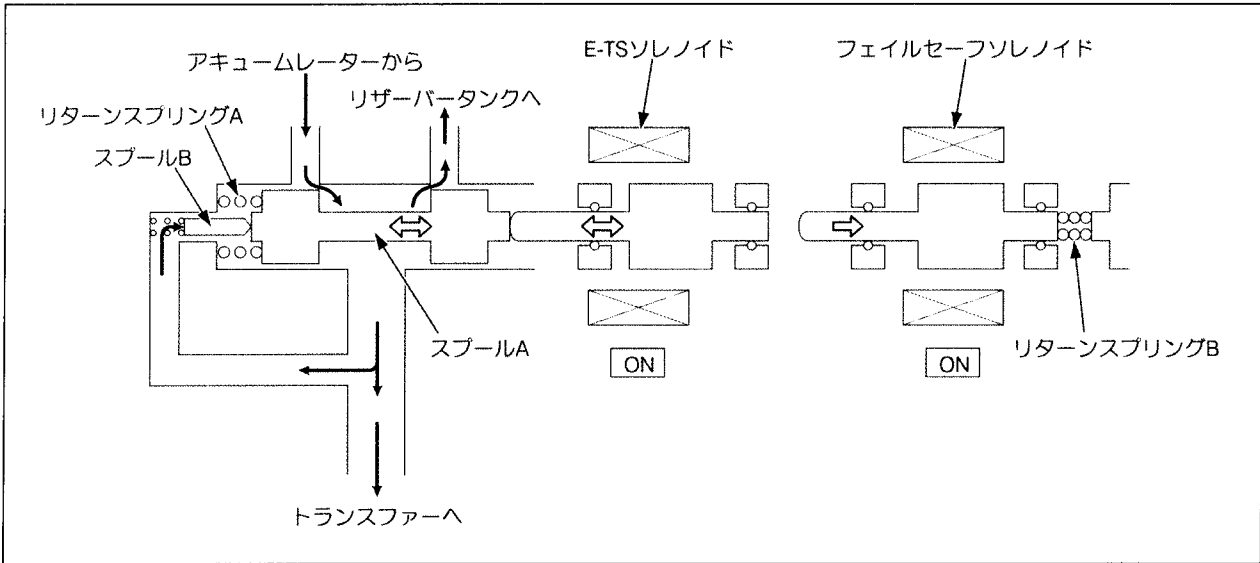 E-TSソレノイド
フェイルセーフソレノイド
アキュームレーターから
リザーバータンクへ
リターンスプリングA
スプールB
スプールA
ON
ON
リターンスプリングB
トランスファーへ